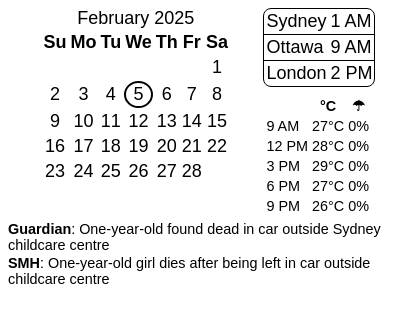 February 2025
Su Mo Tu We Th Fr Sa
1
2 3 4 5 6 7 8
9 10 11 12 13 14 15
16 17 18 19 20 21 22
23 24 25 26 27 28
Sydney 1 AM
Ottawa 9 AM
London 2 PM
°C ☂
9 AM 27°C 0%
12 PM 28°C 0%
3 PM 29°C 0%
6 PM 27°C 0%
9 PM 26°C 0%
Guardian: One-year-old found dead in car outside Sydney
childcare centre
SMH: One-year-old girl dies after being left in car outside
childcare centre